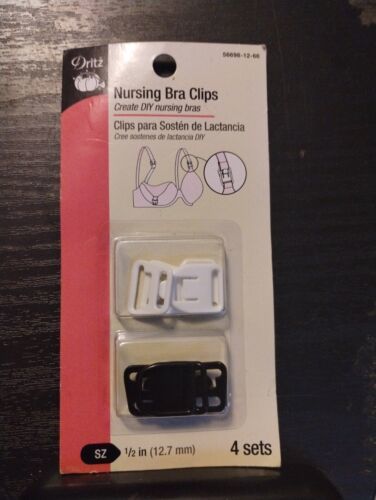 56698-12-66
Dritz
Nursing Bra Clips
Create DIY nursing bras
Clips para Sostén de Lactancia
Cree sostenes de lactancia DIY
SZ
1/2 in (12.7 mm)
4 sets